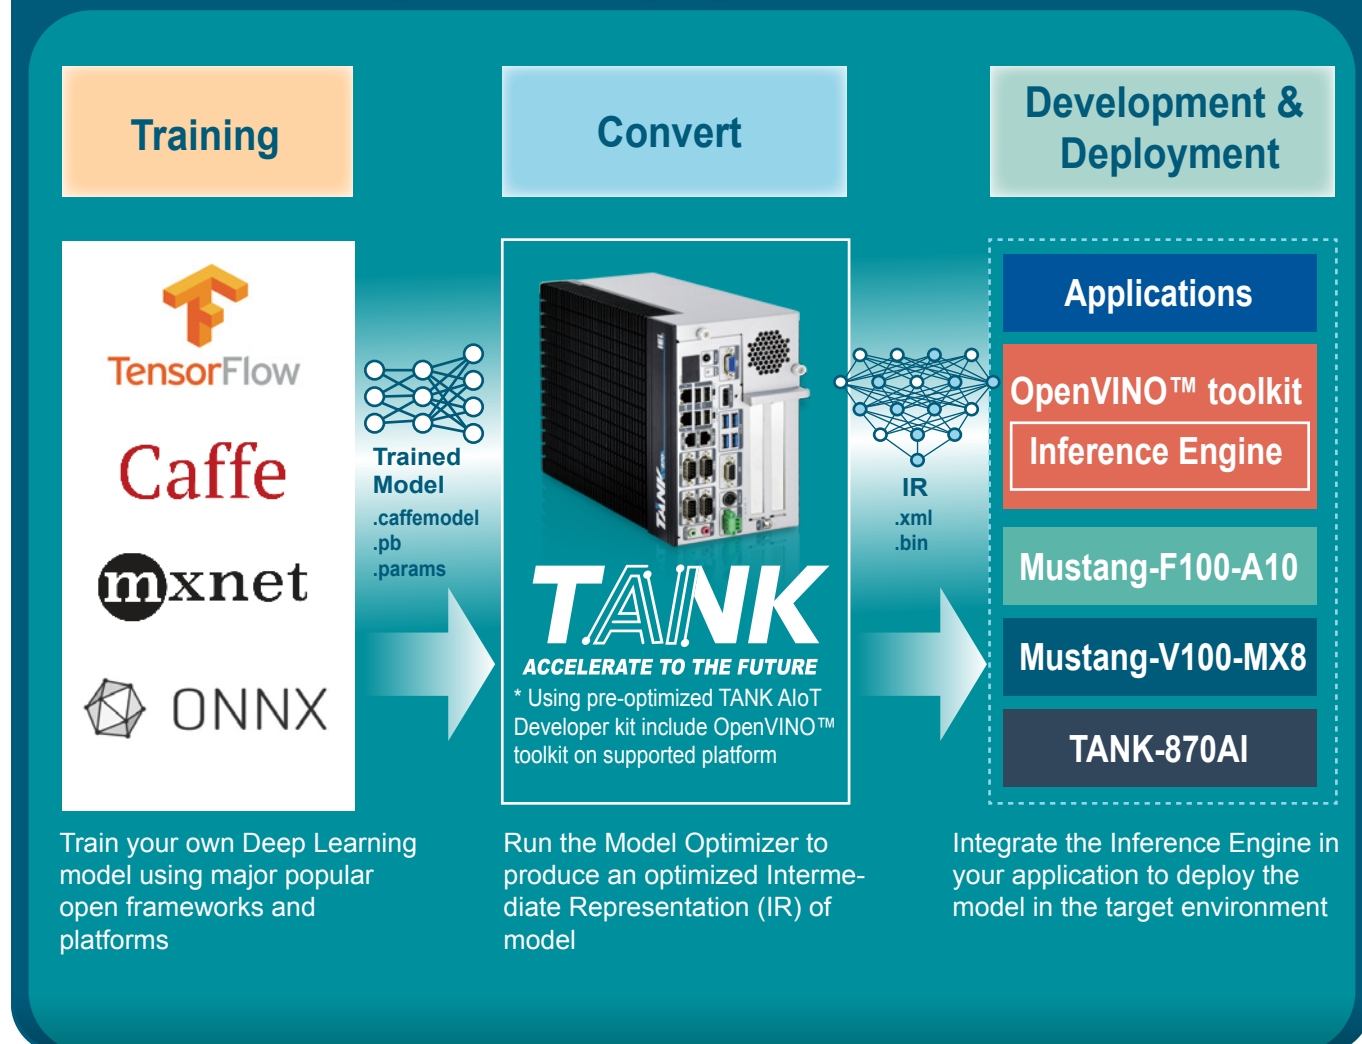 Training
Convert
Development &
Deployment
TensorFlow
Caffe
mxnet
ONNX
Trained
Model
.caffemodel
.pb
.params
IEI
TANK
TANK
ACCELERATE TO THE FUTURE
* Using pre-optimized TANK AIoT
Developer kit include OpenVINO™
toolkit on supported platform
IR
.xml
.bin
Applications
OpenVINO™ toolkit
Inference Engine
Mustang-F100-A10
Mustang-V100-MX8
TANK-870AI
Train your own Deep Learning
model using major popular
open frameworks and
platforms
Run the Model Optimizer to
produce an optimized Interme-
diate Representation (IR) of
model
Integrate the Inference Engine in
your application to deploy the
model in the target environment